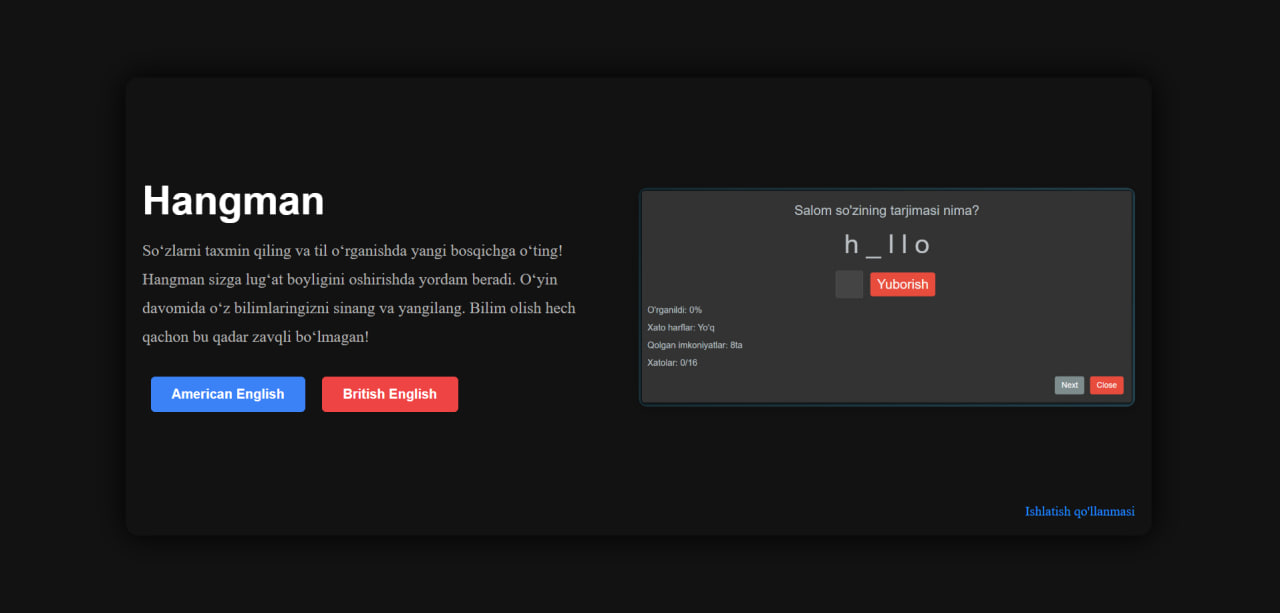 Hangman
So‘zlarni taxmin qiling va til o‘rganishda yangi bosqichga o‘ting!
Hangman sizga lug‘at boyligini oshirishda yordam beradi. O‘yin
davomida o‘z bilimlaringizni sinang va yangilang. Bilim olish hech
qachon bu qadar zavqli bo‘lmagan!
American English
British English
Salom so'zining tarjimasi nima?
h _ l l o
Yuborish
O'rganildi: 0%
Xato harflar: Yo'q
Qolgan imkoniyatlar: 8ta
Xatolar: 0/16
Next
Close
Ishlatish qo'llanmasi